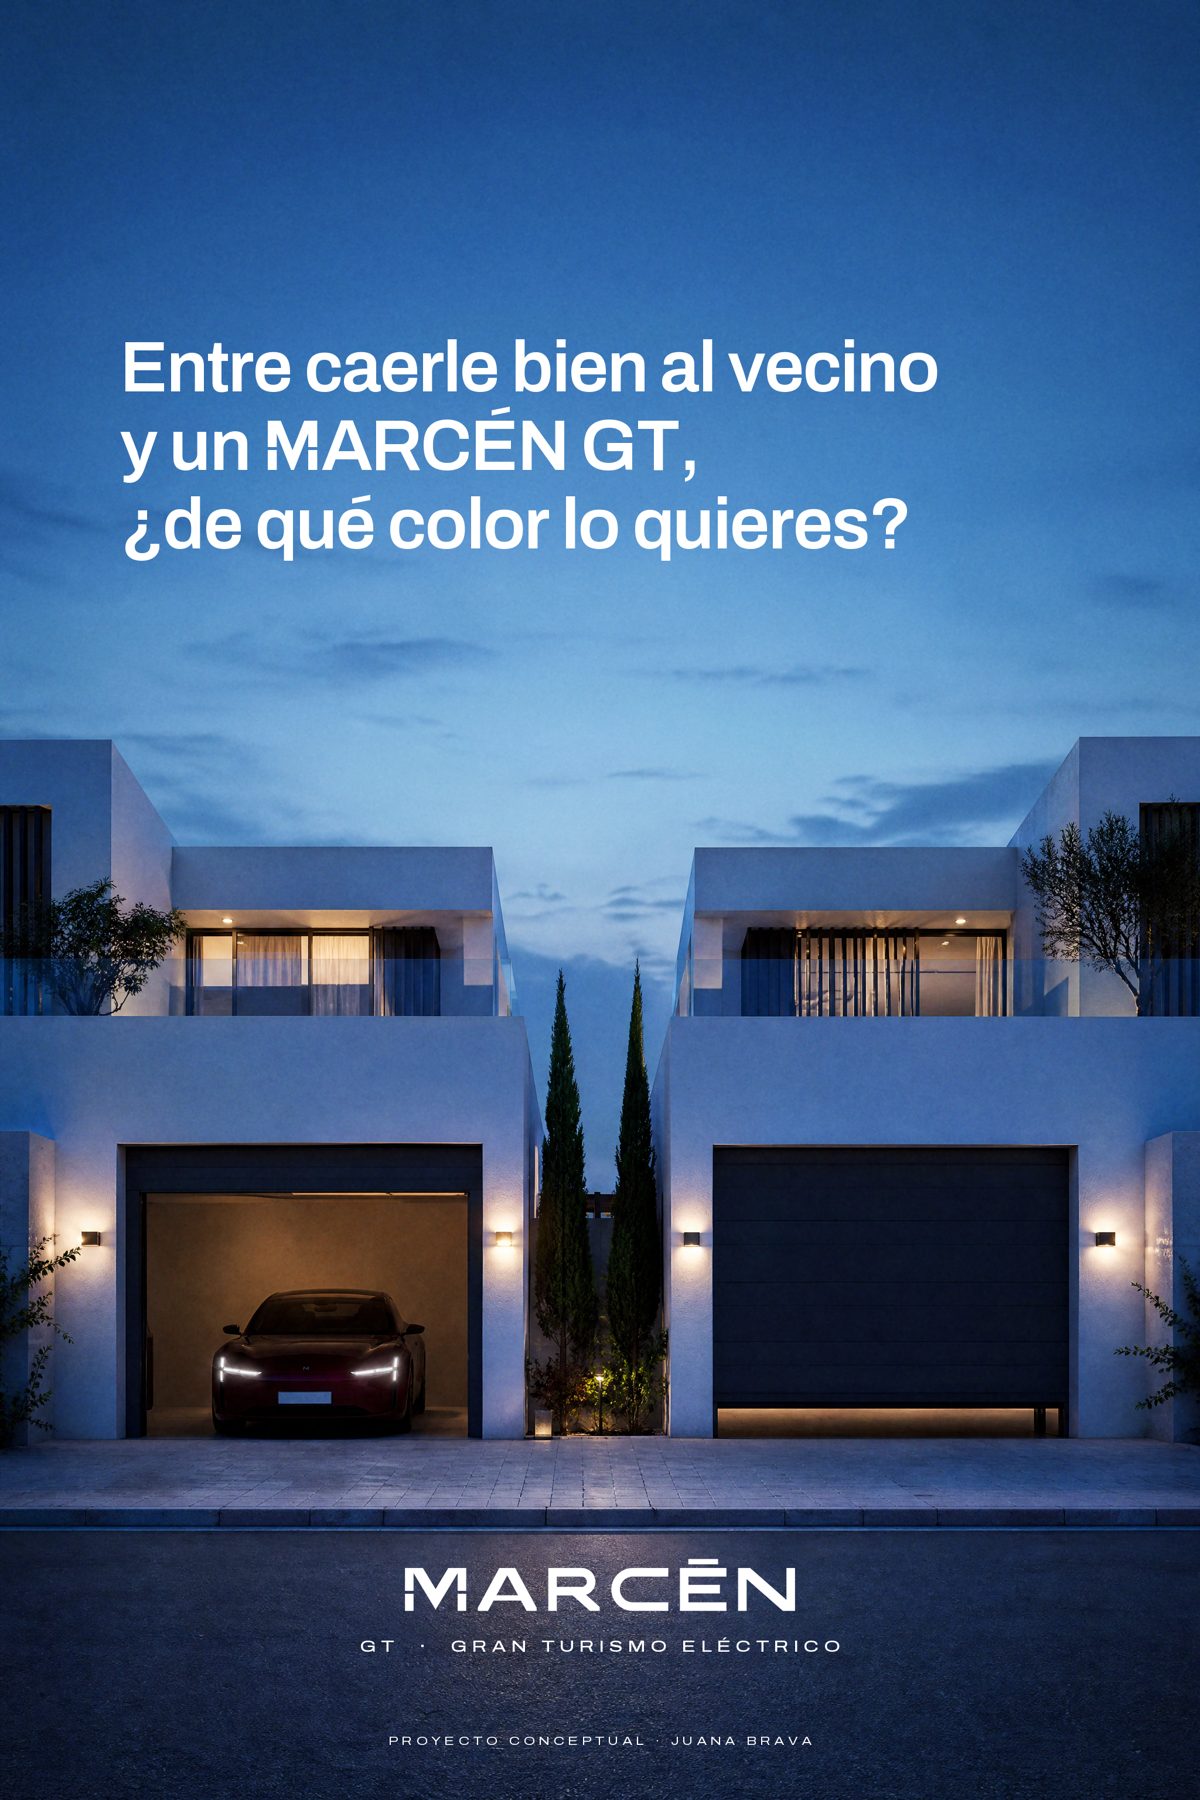 Entre caerle bien al vecino
y un MARCÉN GT,
¿de qué color lo quieres?
MARCĒN
GT · GRAN TURISMO ELÉCTRICO
PROYECTO CONCEPTUAL · JUANA BRAVA